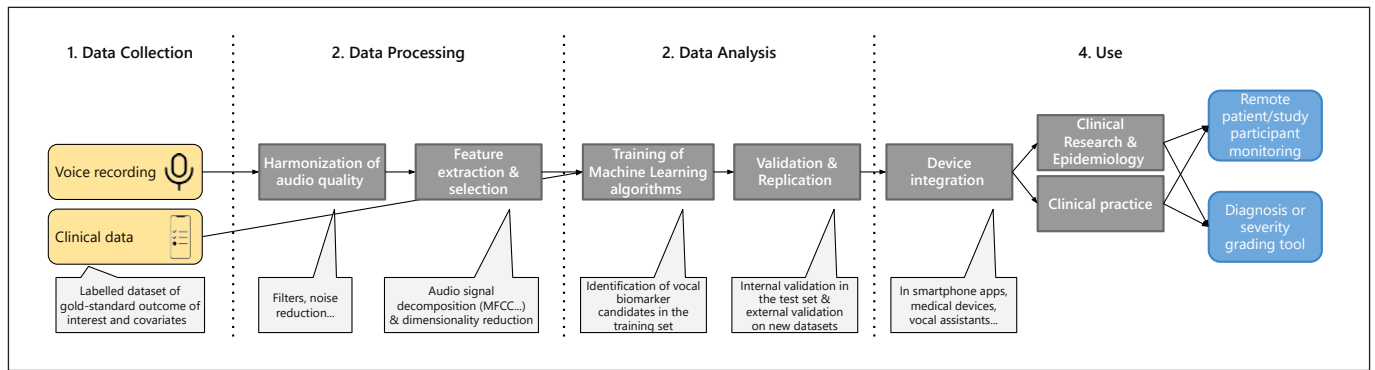 1. Data Collection
2. Data Processing
2. Data Analysis
4. Use
Voice recording
Clinical data
Harmonization of
audio quality
Feature
extraction &
selection
Training of
Machine Learning
algorithms
Validation &
Replication
Device
integration
Clinical
Research &
Epidemiology
Clinical practice
Remote
patient/study
participant
monitoring
Diagnosis or
severity
grading tool
Labelled dataset of
gold-standard outcome of
interest and covariates
Filters, noise
reduction...
Audio signal
decomposition (MFCC...)
& dimensionality reduction
Identification of vocal
biomarker
candidates in the
training set
Internal validation in
the test set &
external validation
on new datasets
In smartphone apps,
medical devices,
vocal assistants...